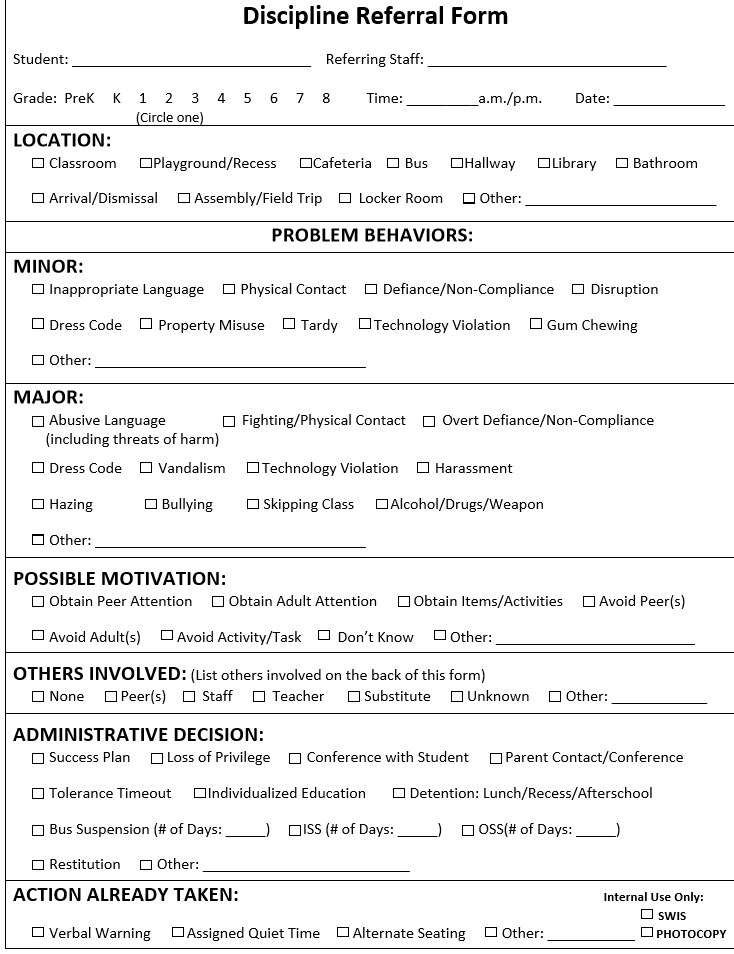 Discipline Referral Form
Student: ______________________________ Referring Staff: ______________________________
Grade: PreK K 1 2 3 4 5 6 7 8 Time: _________a.m./p.m. Date: ______________
(Circle one)
LOCATION:
☐ Classroom ☐Playground/Recess ☐Cafeteria ☐ Bus ☐Hallway ☐Library ☐ Bathroom
☐ Arrival/Dismissal ☐ Assembly/Field Trip ☐ Locker Room ☐ Other: ________________________
PROBLEM BEHAVIORS:
MINOR:
☐ Inappropriate Language ☐ Physical Contact ☐ Defiance/Non-Compliance ☐ Disruption
☐ Dress Code ☐ Property Misuse ☐ Tardy ☐Technology Violation ☐ Gum Chewing
☐ Other: __________________________________
MAJOR:
☐ Abusive Language ☐ Fighting/Physical Contact ☐ Overt Defiance/Non-Compliance
(including threats of harm)
☐ Dress Code ☐ Vandalism ☐Technology Violation ☐ Harassment
☐ Hazing ☐ Bullying ☐ Skipping Class ☐Alcohol/Drugs/Weapon
☐ Other: __________________________________
POSSIBLE MOTIVATION:
☐ Obtain Peer Attention ☐ Obtain Adult Attention ☐ Obtain Items/Activities ☐ Avoid Peer(s)
☐ Avoid Adult(s) ☐ Avoid Activity/Task ☐ Don’t Know ☐ Other: _________________________
OTHERS INVOLVED: (List others involved on the back of this form)
☐ None ☐ Peer(s) ☐ Staff ☐ Teacher ☐ Substitute ☐ Unknown ☐ Other: ____________
ADMINISTRATIVE DECISION:
☐ Success Plan ☐ Loss of Privilege ☐ Conference with Student ☐ Parent Contact/Conference
☐ Tolerance Timeout ☐Individualized Education ☐ Detention: Lunch/Recess/Afterschool
☐ Bus Suspension (# of Days: _____) ☐ISS (# of Days: _____) ☐ OSS(# of Days: _____)
☐ Restitution ☐ Other: __________________________
ACTION ALREADY TAKEN:
Internal Use Only:
☐ SWIS
☐ Verbal Warning ☐ Assigned Quiet Time ☐ Alternate Seating ☐ Other: ___________ ☐ PHOTOCOPY